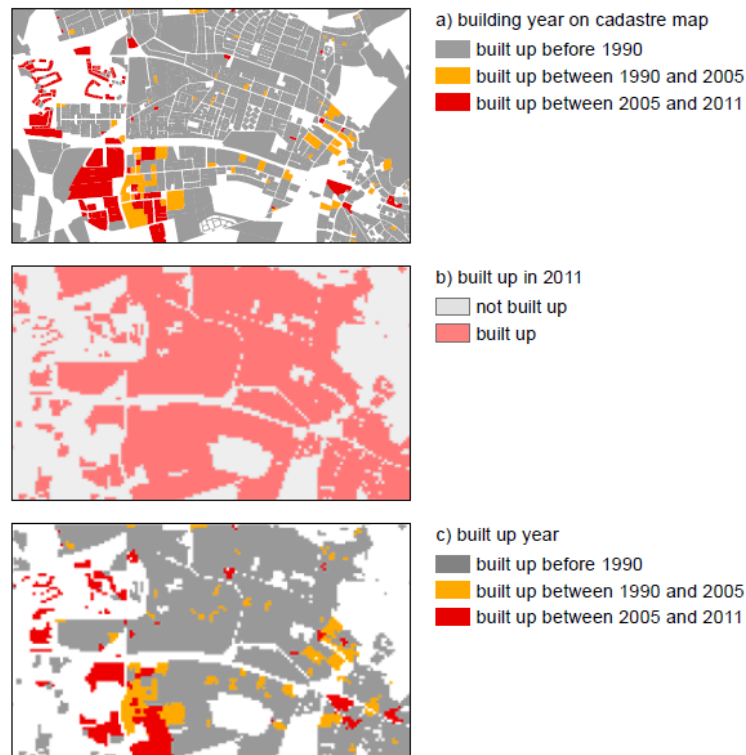 a) building year on cadastre map
built up before 1990
built up between 1990 and 2005
built up between 2005 and 2011
b) built up in 2011
not built up
built up
c) built up year
built up before 1990
built up between 1990 and 2005
built up between 2005 and 2011